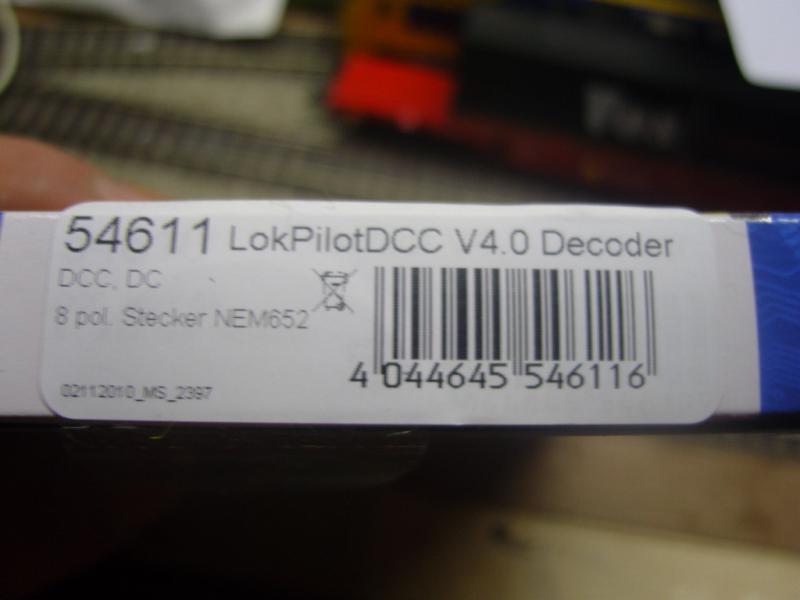 54611 LokPilotDCC V4.0 Decoder
DCC, DC
8 pol. Stecker NEM652
4 044645 546116
02112010_MS_2397